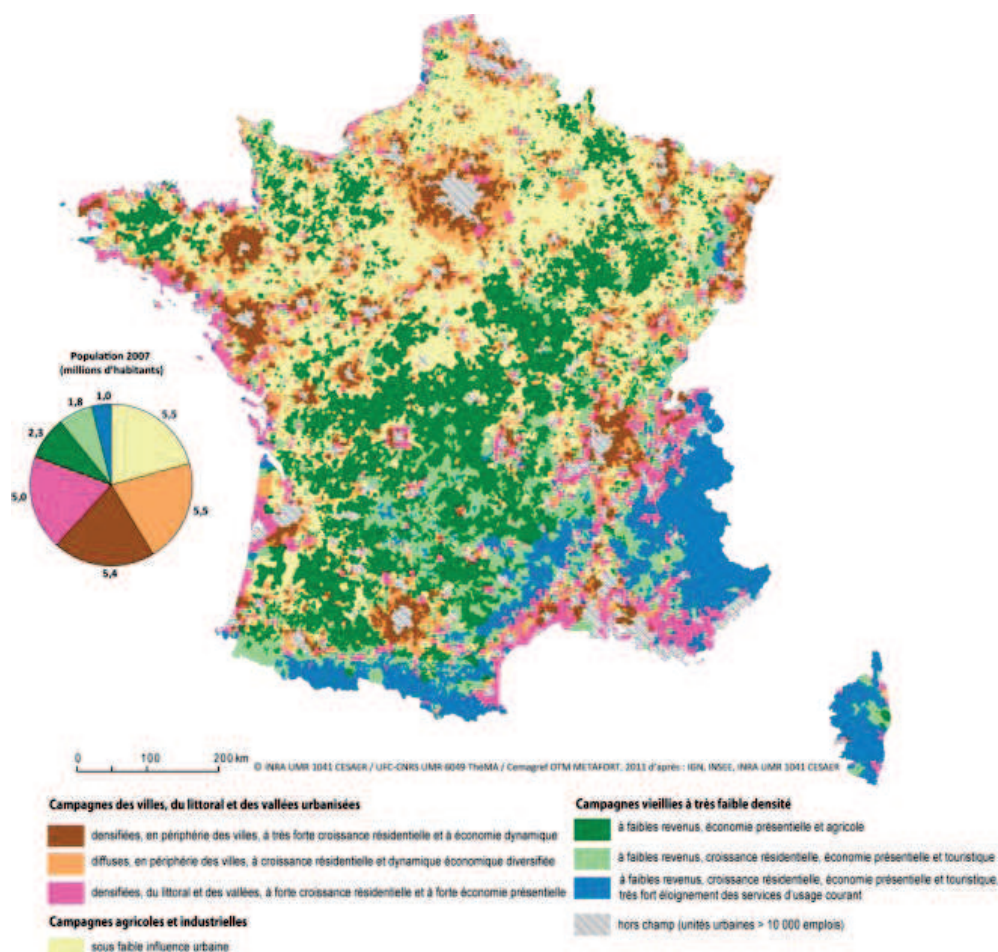 Population 2007
(millions d'habitants)
1,0
1,8
5,5
2,3
5,0
5,5
5,4
0 100 200 km
© INRA UMR 1041 CESAER / UFC-CNRS UMR 6049 ThéMA / Cemagref DTM METAFORT, 2011 d'après : IGN, INSEE, INRA UMR 1041 CESAER
Campagnes des villes, du littoral et des vallées urbanisées
densifiées, en périphérie des villes, à très forte croissance résidentielle et à économie dynamique
diffuses, en périphérie des villes, à croissance résidentielle et dynamique économique diversifiée
densifiées, du littoral et des vallées, à forte croissance résidentielle et à forte économie présentielle
Campagnes agricoles et industrielles
sous faible influence urbaine
Campagnes vieillies à très faible densité
à faibles revenus, économie présentielle et agricole
à faibles revenus, croissance résidentielle, économie présentielle et touristique
à faibles revenus, croissance résidentielle, économie présentielle et touristique,
très fort éloignement des services d'usage courant
hors champ (unités urbaines > 10 000 emplois)